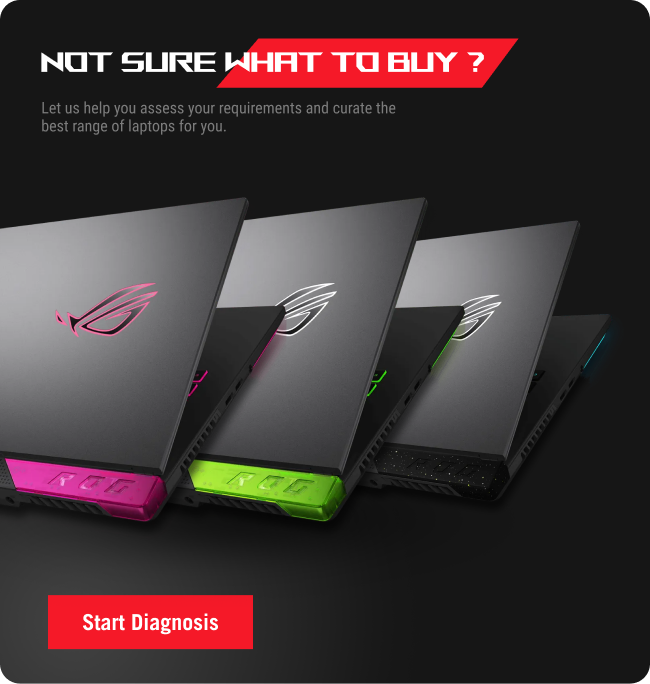 NOT SURE WHAT TO BUY ?
Let us help you assess your requirements and curate the
best range of laptops for you.
ROG
ROG
Start Diagnosis